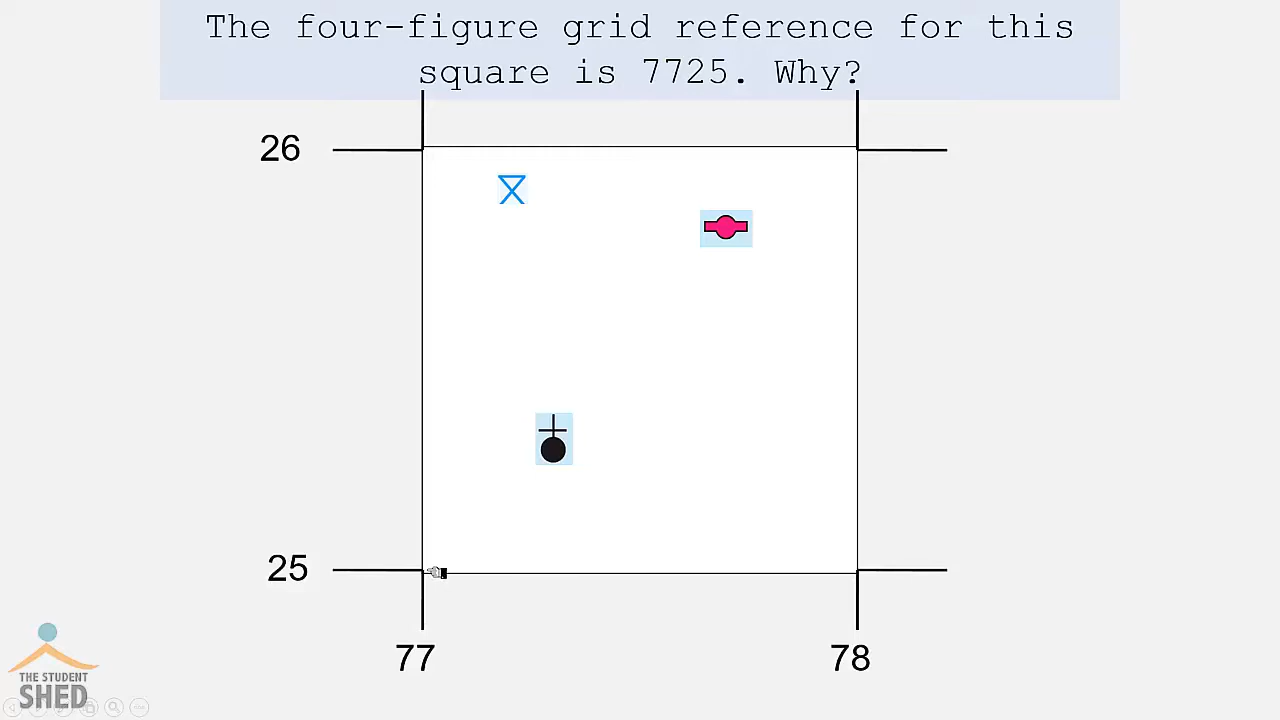 The four-figure grid reference for this
square is 7725. Why?
26
25
77
78
THE STUDENT
SHED